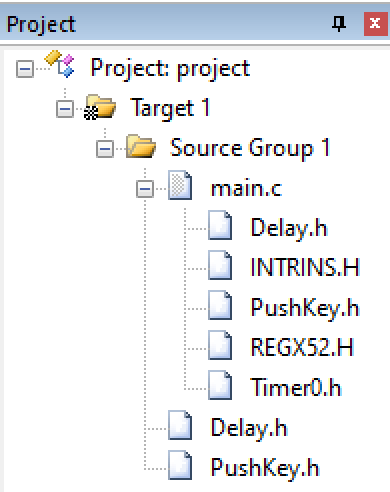 Project
Project: project
Target 1
Source Group 1
main.c
Delay.h
INTRINS.H
PushKey.h
REGX52.H
Timer0.h
Delay.h
PushKey.h